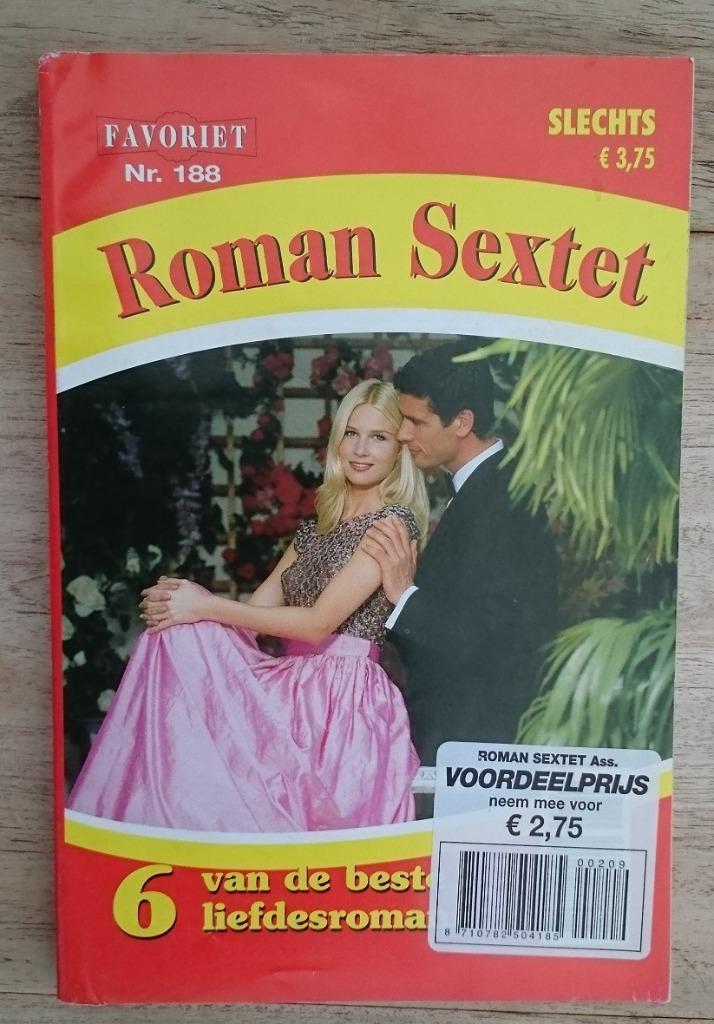 FAVORIET
Nr. 188
SLECHTS
€ 3,75
Roman Sextet
ROMAN SEXTET Ass.
VOORDEELPRIJS
neem mee voor
€ 2,75
00209
8 710782 504185
6 van de beste
liefdesroma